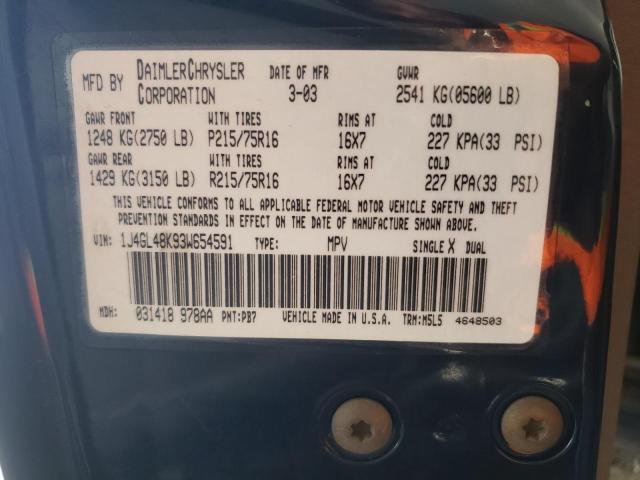 MFD BY DAIMLERCHRYSLER CORPORATION DATE OF MFR 3-03 GVWR 2541 KG(05600 LB)
GAWR FRONT WITH TIRES RIMS AT COLD
1248 KG(2750 LB) P215/75R16 16X7 227 KPA(33 PSI)
GAWR REAR WITH TIRES RIMS AT COLD
1429 KG(3150 LB) R215/75R16 16X7 227 KPA(33 PSI)
THIS VEHICLE CONFORMS TO ALL APPLICABLE FEDERAL MOTOR VEHICLE SAFETY AND THEFT
PREVENTION STANDARDS IN EFFECT ON THE DATE OF MANUFACTURE SHOWN ABOVE.
VIN: 1J4GL48K93W654591 TYPE: MPV SINGLE X DUAL
MDH: 031418 978AA PNT:PB7 VEHICLE MADE IN U.S.A. TRM:M5L5 4648503